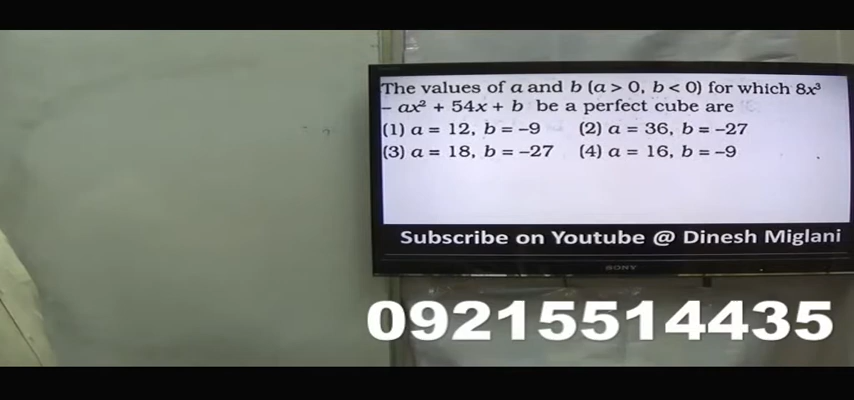 The values of a and b (a > 0, b < 0) for which 8x³
– ax² + 54x + b be a perfect cube are
(1) a = 12, b = –9 (2) a = 36, b = –27
(3) a = 18, b = –27 (4) a = 16, b = –9
Subscribe on Youtube @ Dinesh Miglani
SONY
09215514435